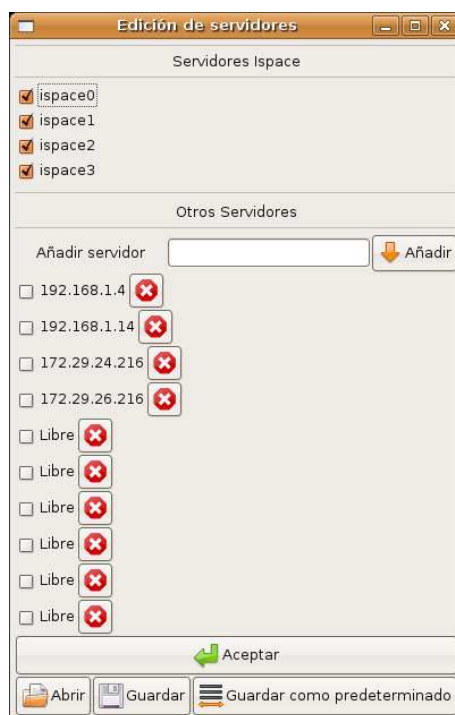 Edición de servidores
Servidores Ispace
ispace0
ispace1
ispace2
ispace3
Otros Servidores
Añadir servidor Añadir
192.168.1.4
192.168.1.14
172.29.24.216
172.29.26.216
Libre
Libre
Libre
Libre
Libre
Libre
Aceptar
Abrir Guardar Guardar como predeterminado